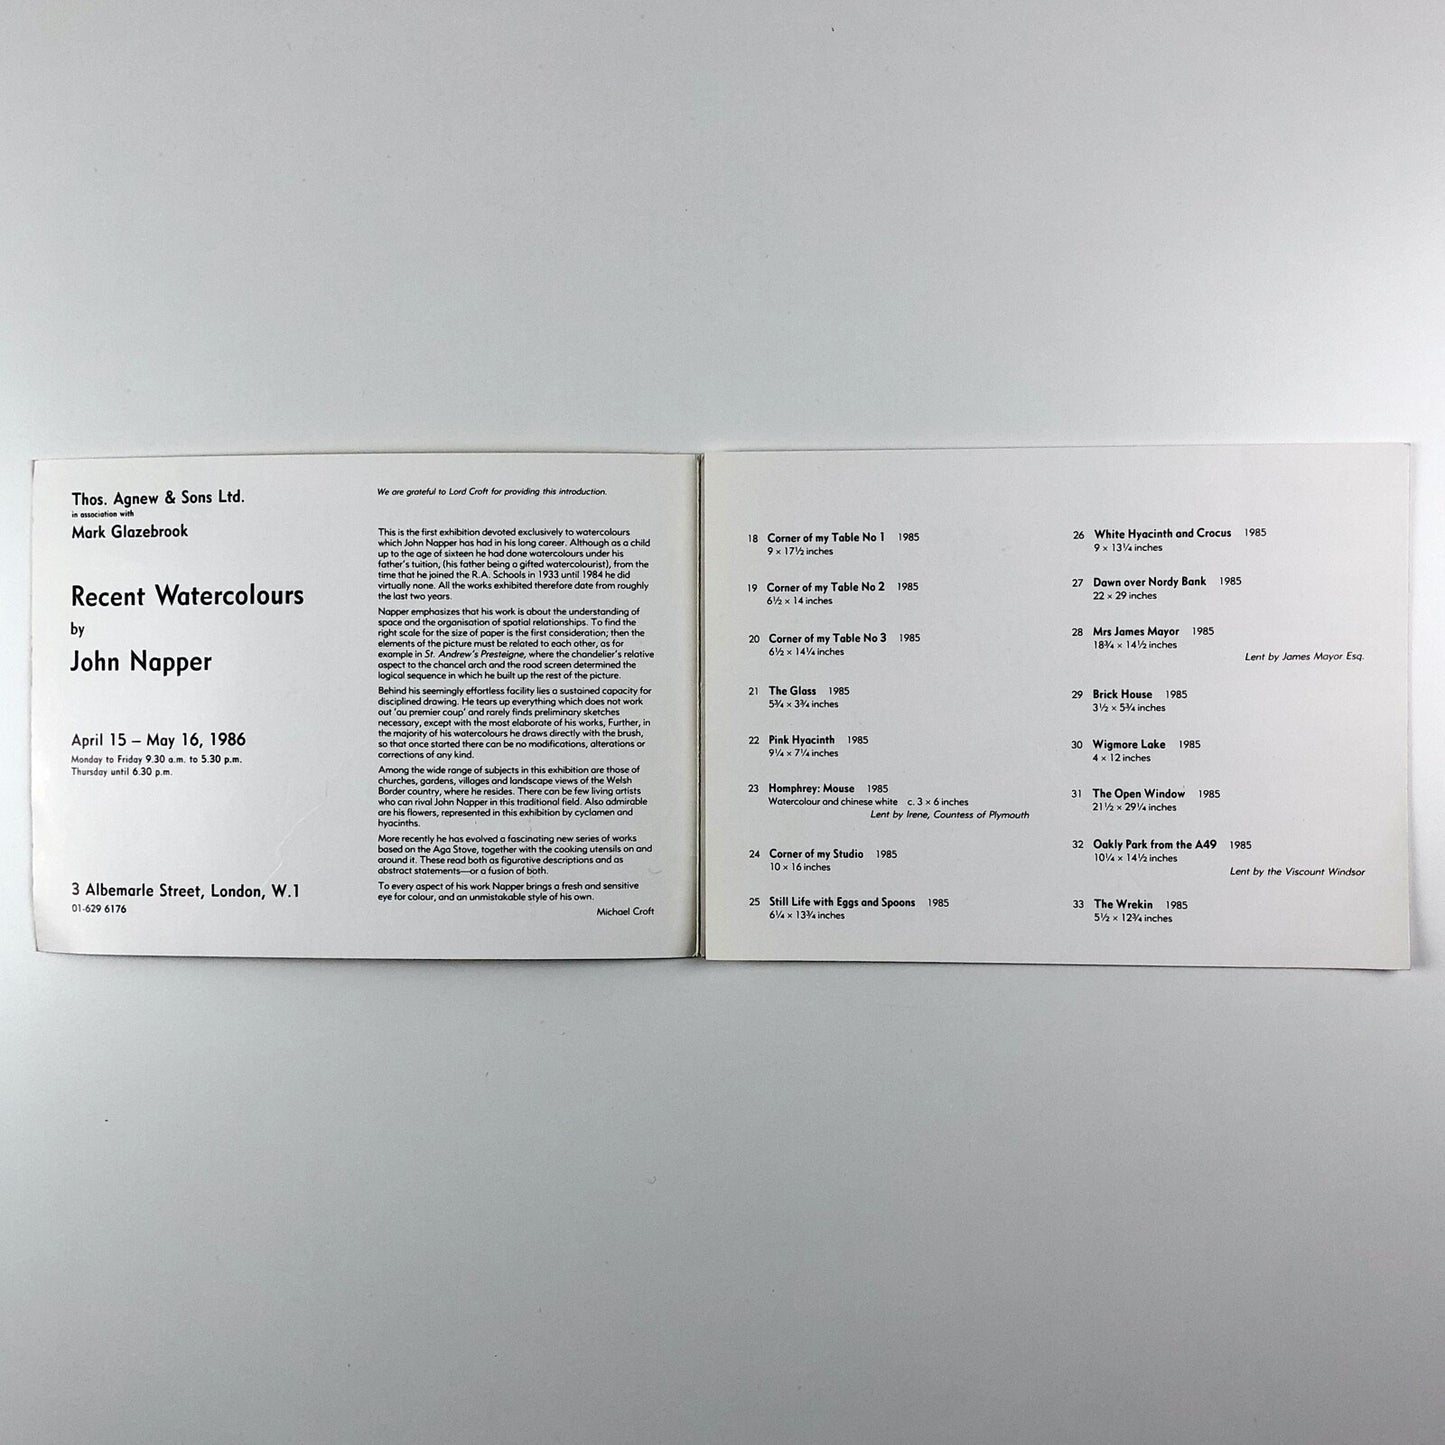 Thos. Agnew & Sons Ltd.
in association with
Mark Glazebrook
Recent Watercolours
by
John Napper
April 15 – May 16, 1986
Monday to Friday 9.30 a.m. to 5.30 p.m.
Thursday until 6.30 p.m.
3 Albemarle Street, London, W.1
01-629 6176
We are grateful to Lord Croft for providing this introduction.
This is the first exhibition devoted exclusively to watercolours
which John Napper has had in his long career. Although as a child
up to the age of sixteen he had done watercolours under his
father's tuition, (his father being a gifted watercolourist), from the
time that he joined the R.A. Schools in 1933 until 1984 he did
virtually none. All the works exhibited therefore date from roughly
the last two years.
Napper emphasizes that his work is about the understanding of
space and the organisation of spatial relationships. To find the
right scale for the size of paper is the first consideration; then the
elements of the picture must be related to each other, as for
example in St. Andrew's Presteigne, where the chandelier's relative
aspect to the chancel arch and the rood screen determined the
logical sequence in which he built up the rest of the picture.
Behind his seemingly effortless facility lies a sustained capacity for
disciplined drawing. He tears up everything which does not work
out 'au premier coup' and rarely finds preliminary sketches
necessary, except with the most elaborate of his works, Further, in
the majority of his watercolours he draws directly with the brush,
so that once started there can be no modifications, alterations or
corrections of any kind.
Among the wide range of subjects in this exhibition are those of
churches, gardens, villages and landscape views of the Welsh
Border country, where he resides. There can be few living artists
who can rival John Napper in this traditional field. Also admirable
are his flowers, represented in this exhibition by cyclamen and
hyacinths.
More recently he has evolved a fascinating new series of works
based on the Aga Stove, together with the cooking utensils on and
around it. These read both as figurative descriptions and as
abstract statements—or a fusion of both.
To every aspect of his work Napper brings a fresh and sensitive
eye for colour, and an unmistakable style of his own.
Michael Croft
18 Corner of my Table No 1 1985
9 × 17½ inches
19 Corner of my Table No 2 1985
6½ × 14 inches
20 Corner of my Table No 3 1985
6½ × 14¼ inches
21 The Glass 1985
5¾ × 3¾ inches
22 Pink Hyacinth 1985
9¼ × 7¼ inches
23 Homphrey: Mouse 1985
Watercolour and chinese white c. 3 × 6 inches
Lent by Irene, Countess of Plymouth
24 Corner of my Studio 1985
10 × 16 inches
25 Still Life with Eggs and Spoons 1985
6¼ × 13¾ inches
26 White Hyacinth and Crocus 1985
9 × 13¼ inches
27 Dawn over Nordy Bank 1985
22 × 29 inches
28 Mrs James Mayor 1985
18¾ × 14½ inches
Lent by James Mayor Esq.
29 Brick House 1985
3½ × 5¾ inches
30 Wigmore Lake 1985
4 × 12 inches
31 The Open Window 1985
21½ × 29¼ inches
32 Oakly Park from the A49 1985
10¼ × 14½ inches
Lent by the Viscount Windsor
33 The Wrekin 1985
5½ × 12¾ inches